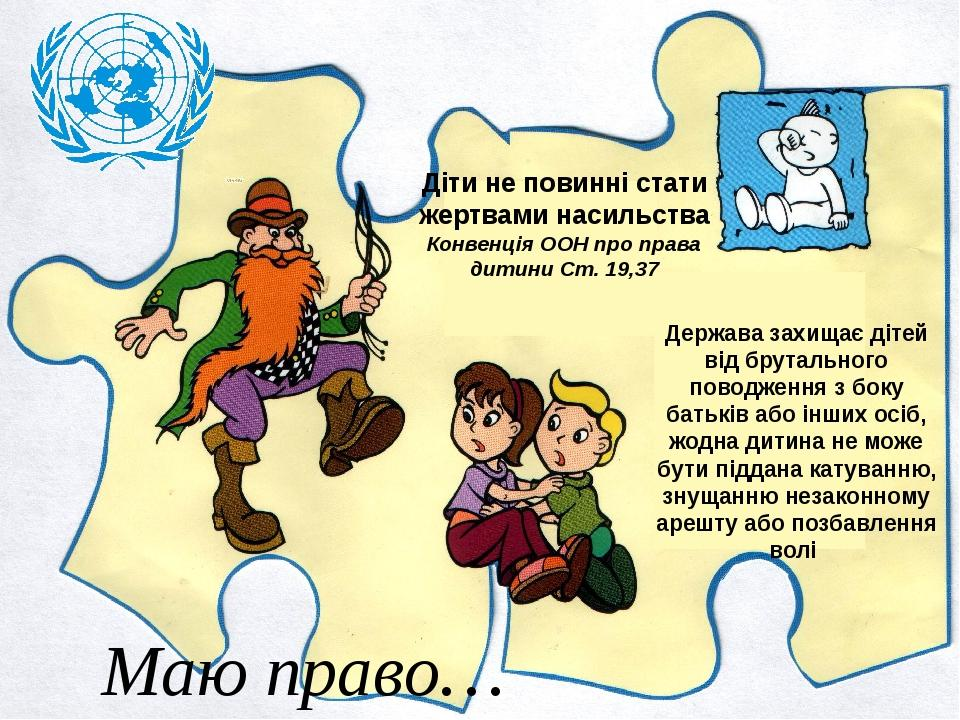 Діти не повинні стати
жертвами насильства
Конвенція ООН про права
дитини Ст. 19,37
Держава захищає дітей
від брутального
поводження з боку
батьків або інших осіб,
жодна дитина не може
бути піддана катуванню,
знущанню незаконному
арешту або позбавлення
волі
Маю право…